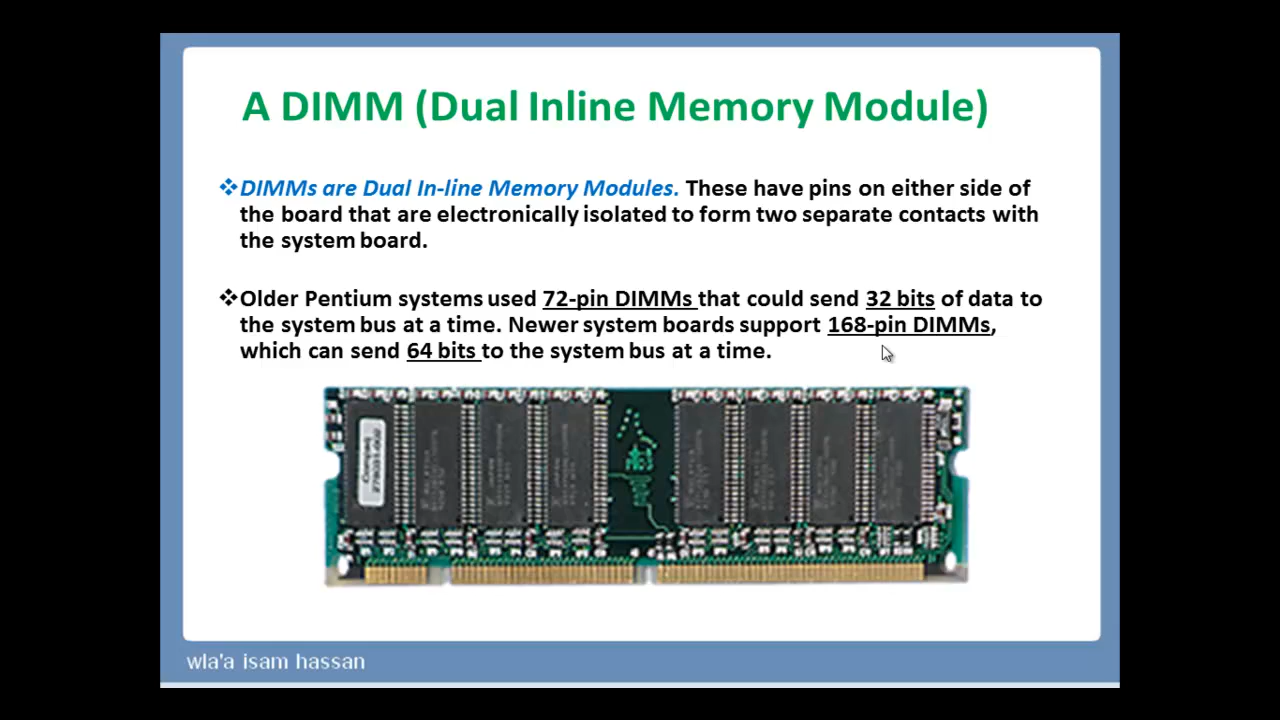 A DIMM (Dual Inline Memory Module)
❖DIMMs are Dual In-line Memory Modules. These have pins on either side of
the board that are electronically isolated to form two separate contacts with
the system board.
❖Older Pentium systems used 72-pin DIMMs that could send 32 bits of data to
the system bus at a time. Newer system boards support 168-pin DIMMs,
which can send 64 bits to the system bus at a time.
wla'a isam hassan